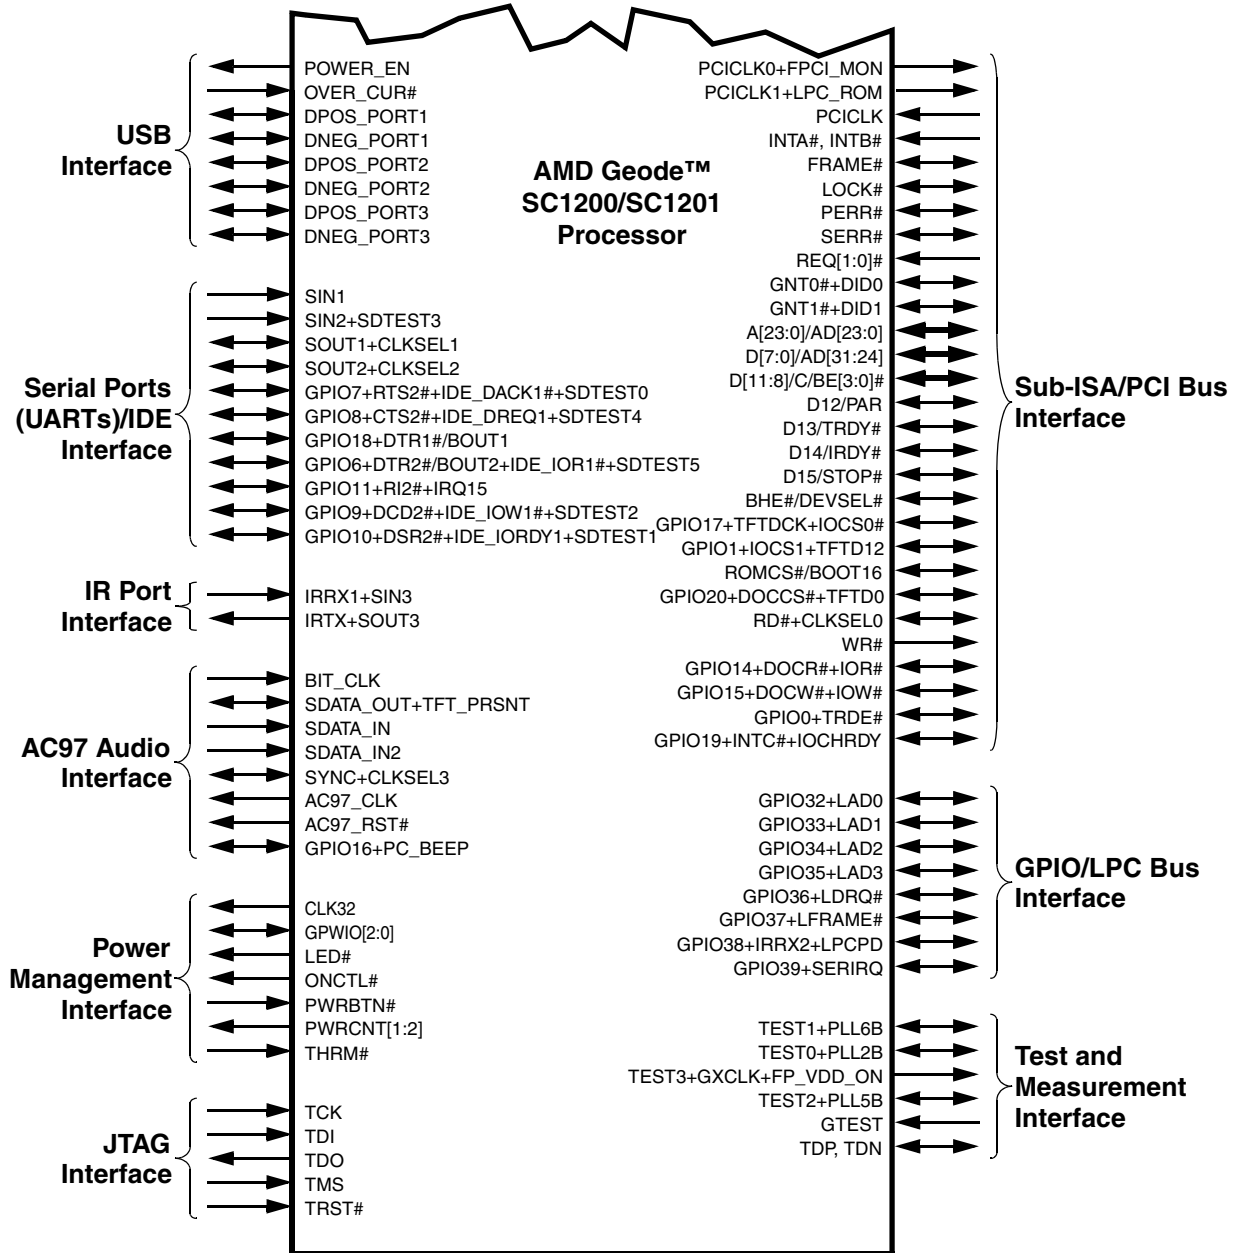 AMD Geode™
SC1200/SC1201
Processor
USB
Interface
POWER_EN
OVER_CUR#
DPOS_PORT1
DNEG_PORT1
DPOS_PORT2
DNEG_PORT2
DPOS_PORT3
DNEG_PORT3
Serial Ports
(UARTs)/IDE
Interface
SIN1
SIN2+SDTEST3
SOUT1+CLKSEL1
SOUT2+CLKSEL2
GPIO7+RTS2#+IDE_DACK1#+SDTEST0
GPIO8+CTS2#+IDE_DREQ1+SDTEST4
GPIO18+DTR1#/BOUT1
GPIO6+DTR2#/BOUT2+IDE_IOR1#+SDTEST5
GPIO11+RI2#+IRQ15
GPIO9+DCD2#+IDE_IOW1#+SDTEST2
GPIO10+DSR2#+IDE_IORDY1+SDTEST1
IR Port
Interface
IRRX1+SIN3
IRTX+SOUT3
AC97 Audio
Interface
BIT_CLK
SDATA_OUT+TFT_PRSNT
SDATA_IN
SDATA_IN2
SYNC+CLKSEL3
AC97_CLK
AC97_RST#
GPIO16+PC_BEEP
Power
Management
Interface
CLK32
GPWIO[2:0]
LED#
ONCTL#
PWRBTN#
PWRCNT[1:2]
THRM#
JTAG
Interface
TCK
TDI
TDO
TMS
TRST#
PCICLK0+FPCI_MON
PCICLK1+LPC_ROM
PCICLK
INTA#, INTB#
FRAME#
LOCK#
PERR#
SERR#
REQ[1:0]#
GNT0#+DID0
GNT1#+DID1
A[23:0]/AD[23:0]
D[7:0]/AD[31:24]
D[11:8]/C/BE[3:0]#
D12/PAR
D13/TRDY#
D14/IRDY#
D15/STOP#
BHE#/DEVSEL#
GPIO17+TFTDCK+IOCS0#
GPIO1+IOCS1+TFTD12
ROMCS#/BOOT16
GPIO20+DOCCS#+TFTD0
RD#+CLKSEL0
WR#
GPIO14+DOCR#+IOR#
GPIO15+DOCW#+IOW#
GPIO0+TRDE#
GPIO19+INTC#+IOCHRDY
Sub-ISA/PCI Bus
Interface
GPIO32+LAD0
GPIO33+LAD1
GPIO34+LAD2
GPIO35+LAD3
GPIO36+LDRQ#
GPIO37+LFRAME#
GPIO38+IRRX2+LPCPD
GPIO39+SERIRQ
GPIO/LPC Bus
Interface
TEST1+PLL6B
TEST0+PLL2B
TEST3+GXCLK+FP_VDD_ON
TEST2+PLL5B
GTEST
TDP, TDN
Test and
Measurement
Interface